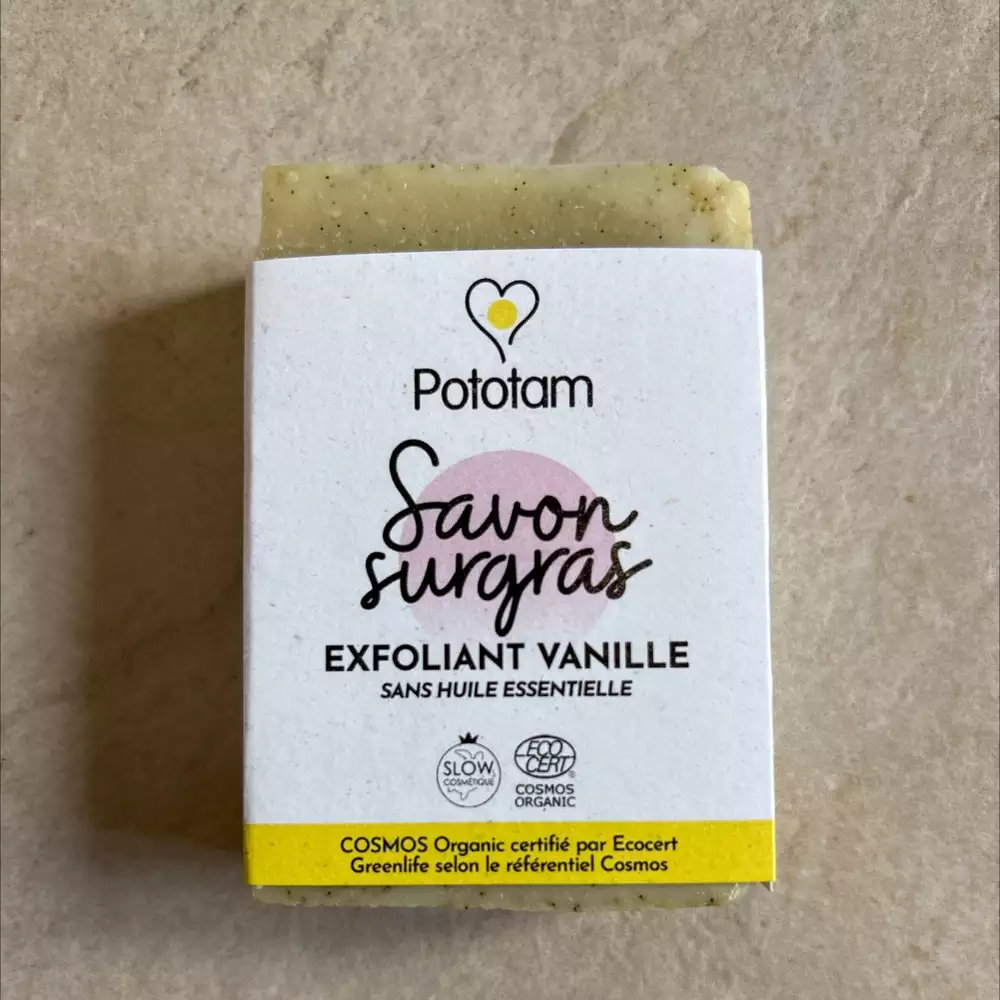 Pototam
Savon
surgras
EXFOLIANT VANILLE
SANS HUILE ESSENTIELLE
SLOW
COSMÉTIQUE
ECO
CERT
®
COSMOS
ORGANIC
COSMOS Organic certifié par Ecocert
Greenlife selon le référentiel Cosmos